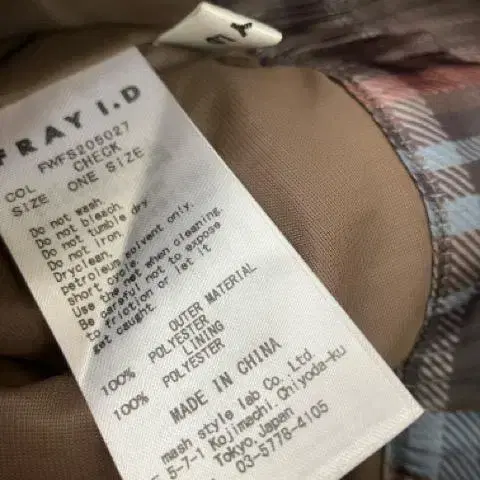 FRAY I.D
FWFS205027
COL CHECK
SIZE ONE SIZE
Do not wash.
Do not bleach.
Do not tumble dry
Do not iron.
Dryclean,
petroleum solvent only.
short cycle.
Use the net when cleaning.
Be careful not to expose
to friction or let it
get caught.
OUTER MATERIAL
100% POLYESTER
LINING
100% POLYESTER
MADE IN CHINA
mash style lab Co., Ltd.
5-7-1 Kojimachi, Chiyoda-ku
Tokyo, Japan
03-5778-4105